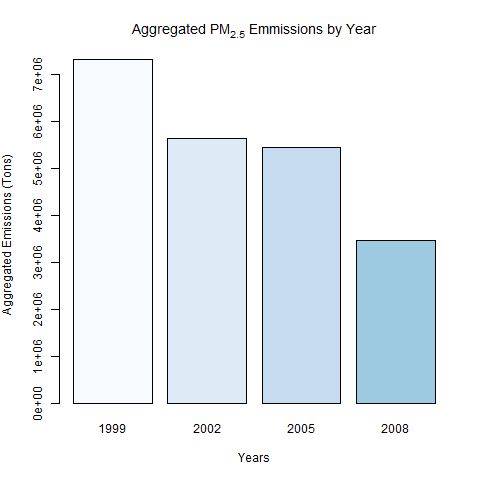 Aggregated PM2.5 Emmissions by Year
Aggregated Emissions (Tons)
7e+06
6e+06
5e+06
4e+06
3e+06
2e+06
1e+06
0e+00
1999 2002 2005 2008
Years